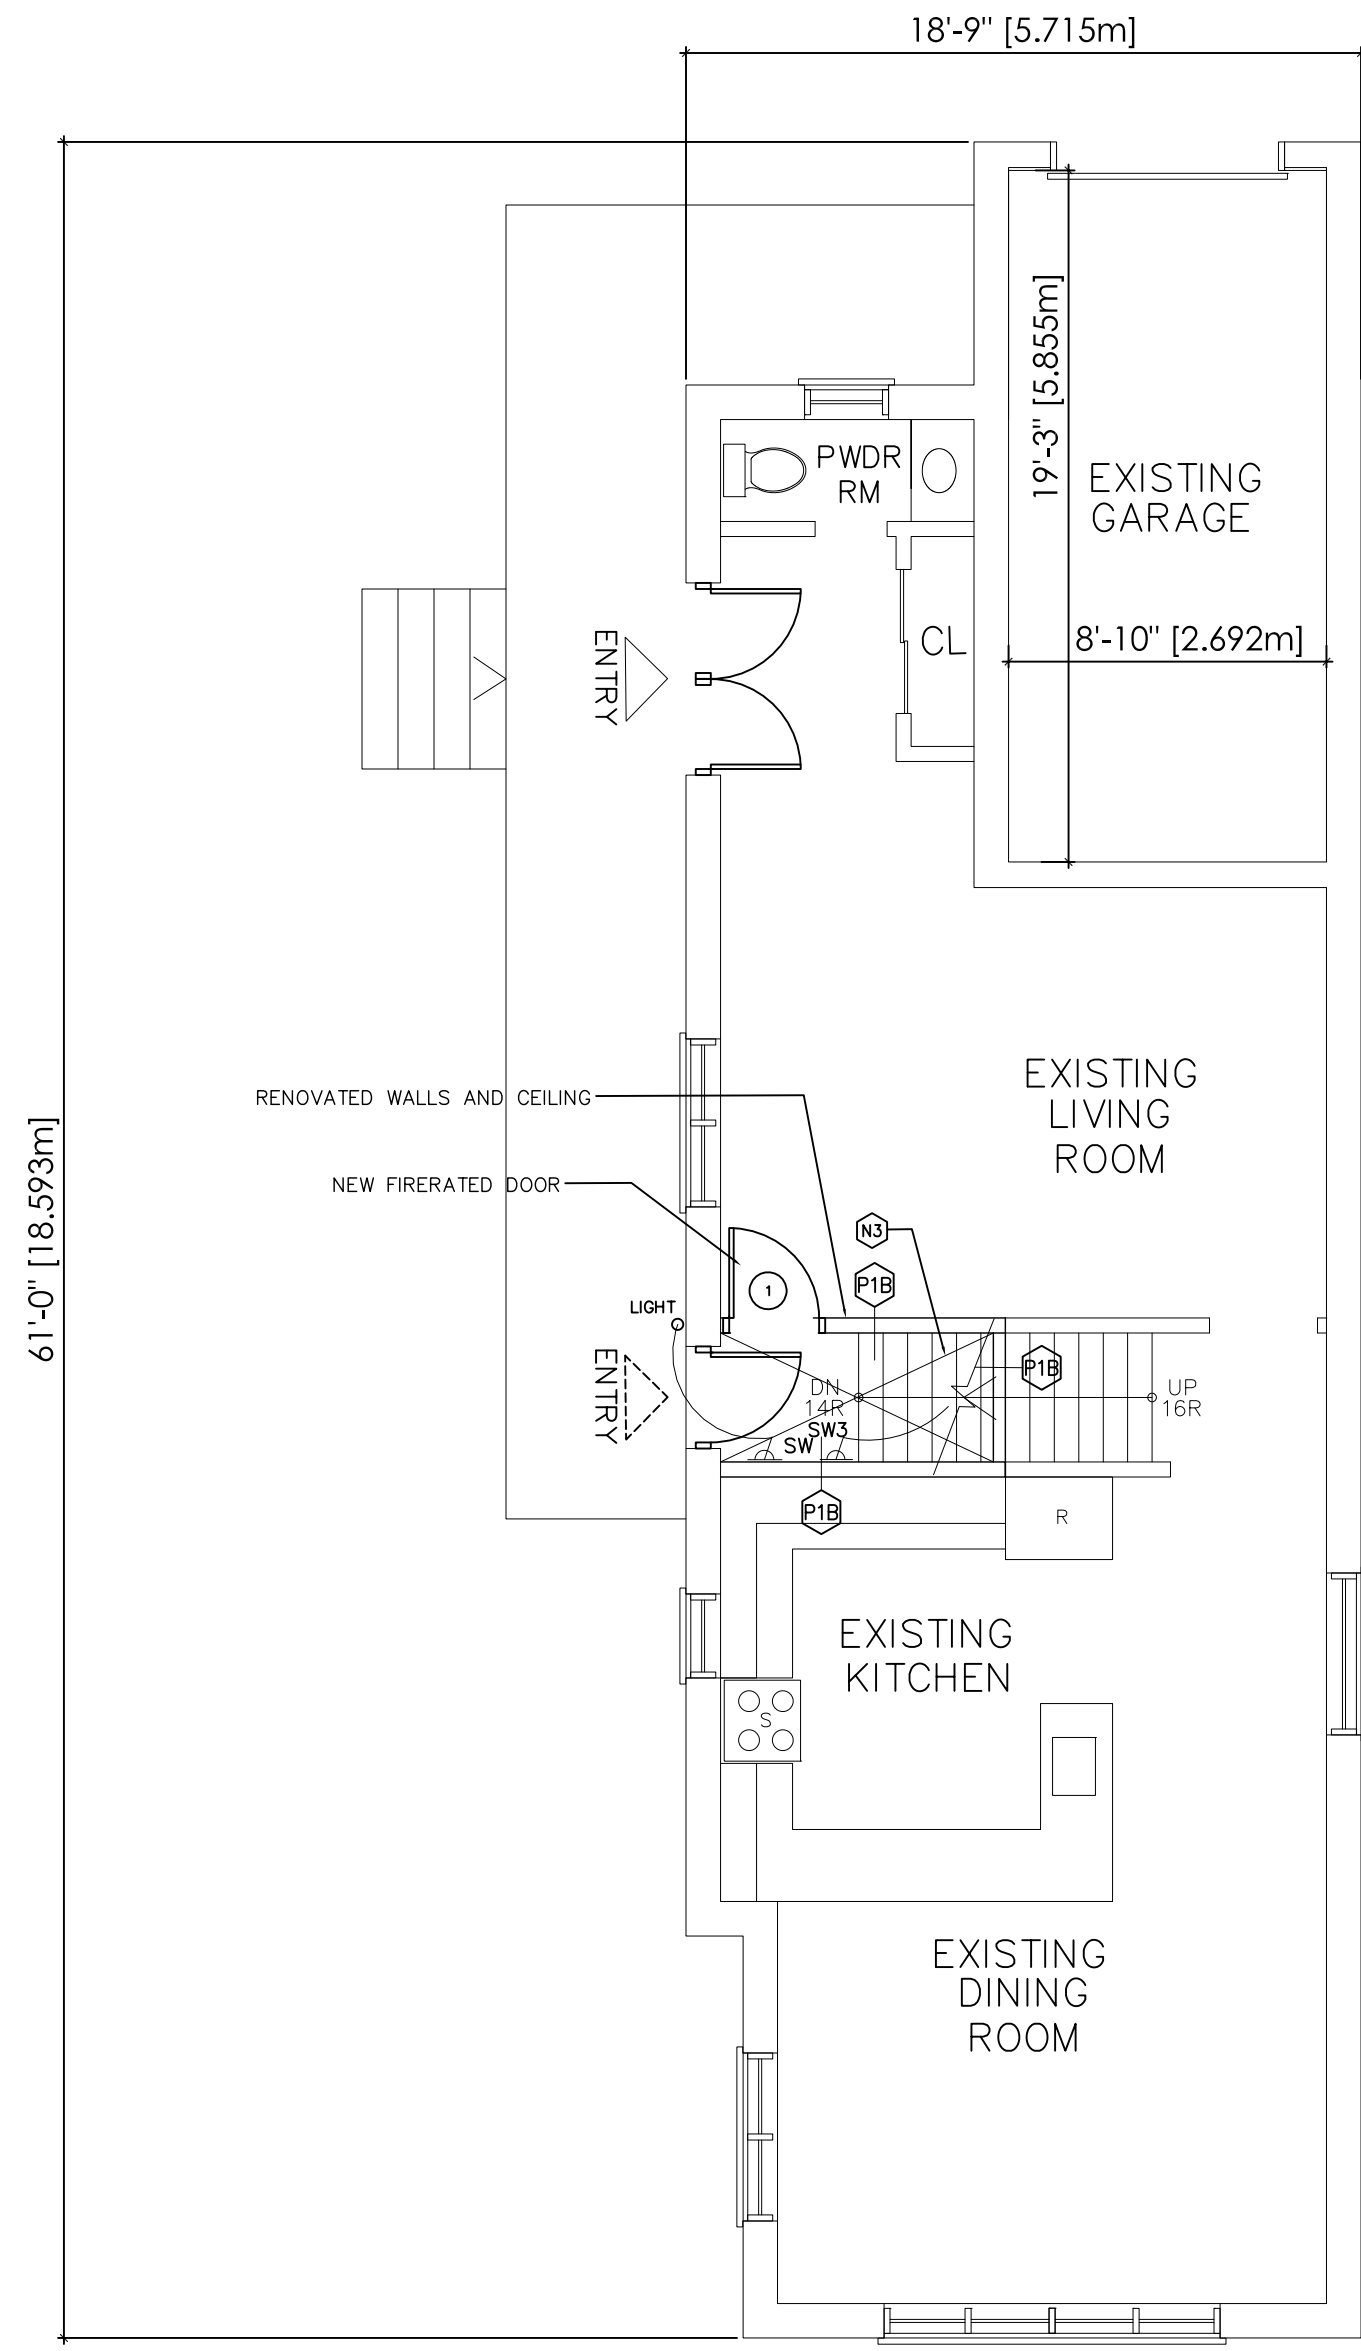 18'-9" [5.715m]
19'-3" [5.855m]
PWDR
RM
EXISTING
GARAGE
ENTRY
CL
8'-10" [2.692m]
EXISTING
LIVING
ROOM
RENOVATED WALLS AND CEILING
61'-0" [18.593m]
NEW FIRERATED DOOR
N3
P1B
1
LIGHT
ENTRY
P1B
DN
14R
UP
16R
SW3
SW
P1B
R
EXISTING
KITCHEN
S
EXISTING
DINING
ROOM